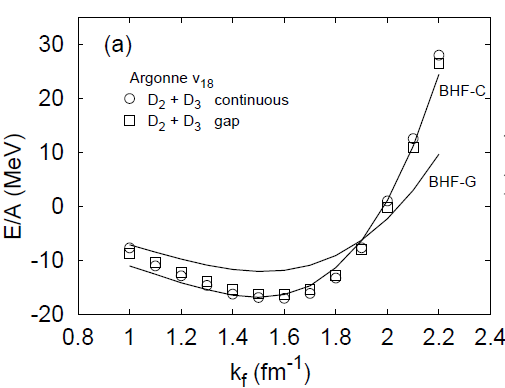 (a)
Argonne v18
D2 + D3 continuous
D2 + D3 gap
BHF-C
BHF-G
E/A (MeV)
30
20
10
0
-10
-20
0.8 1 1.2 1.4 1.6 1.8 2 2.2 2.4
kf (fm-1)